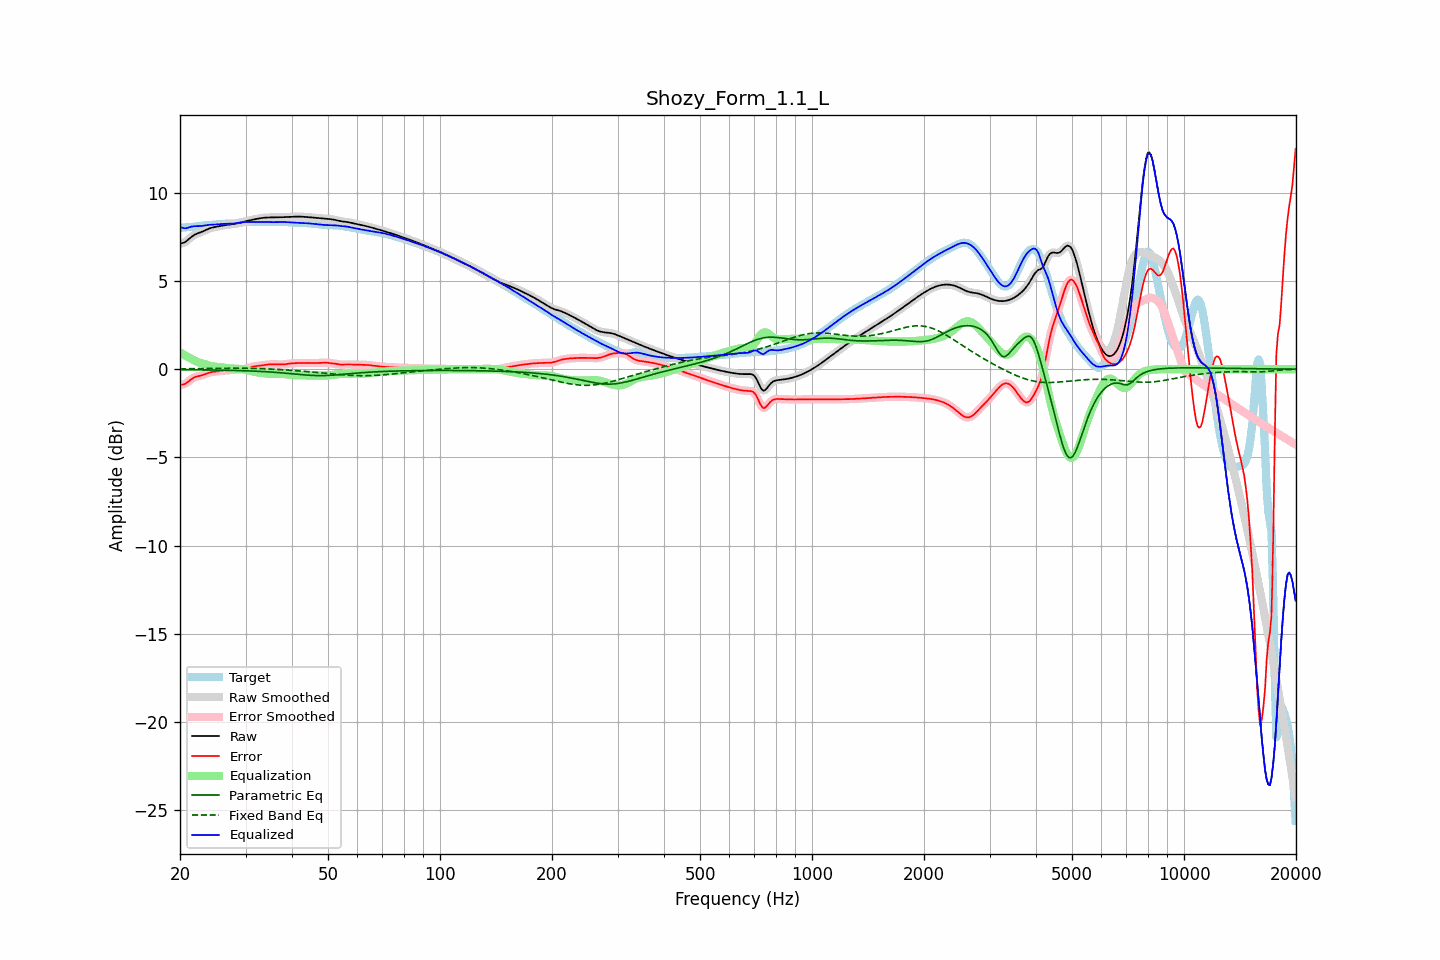 Shozy_Form_1.1_L
Amplitude (dBr)
10
5
0
−5
−10
−15
−20
−25
Target
Raw Smoothed
Error Smoothed
Raw
Error
Equalization
Parametric Eq
Fixed Band Eq
Equalized
20
50
100
200
500
1000
2000
5000
10000
20000
Frequency (Hz)